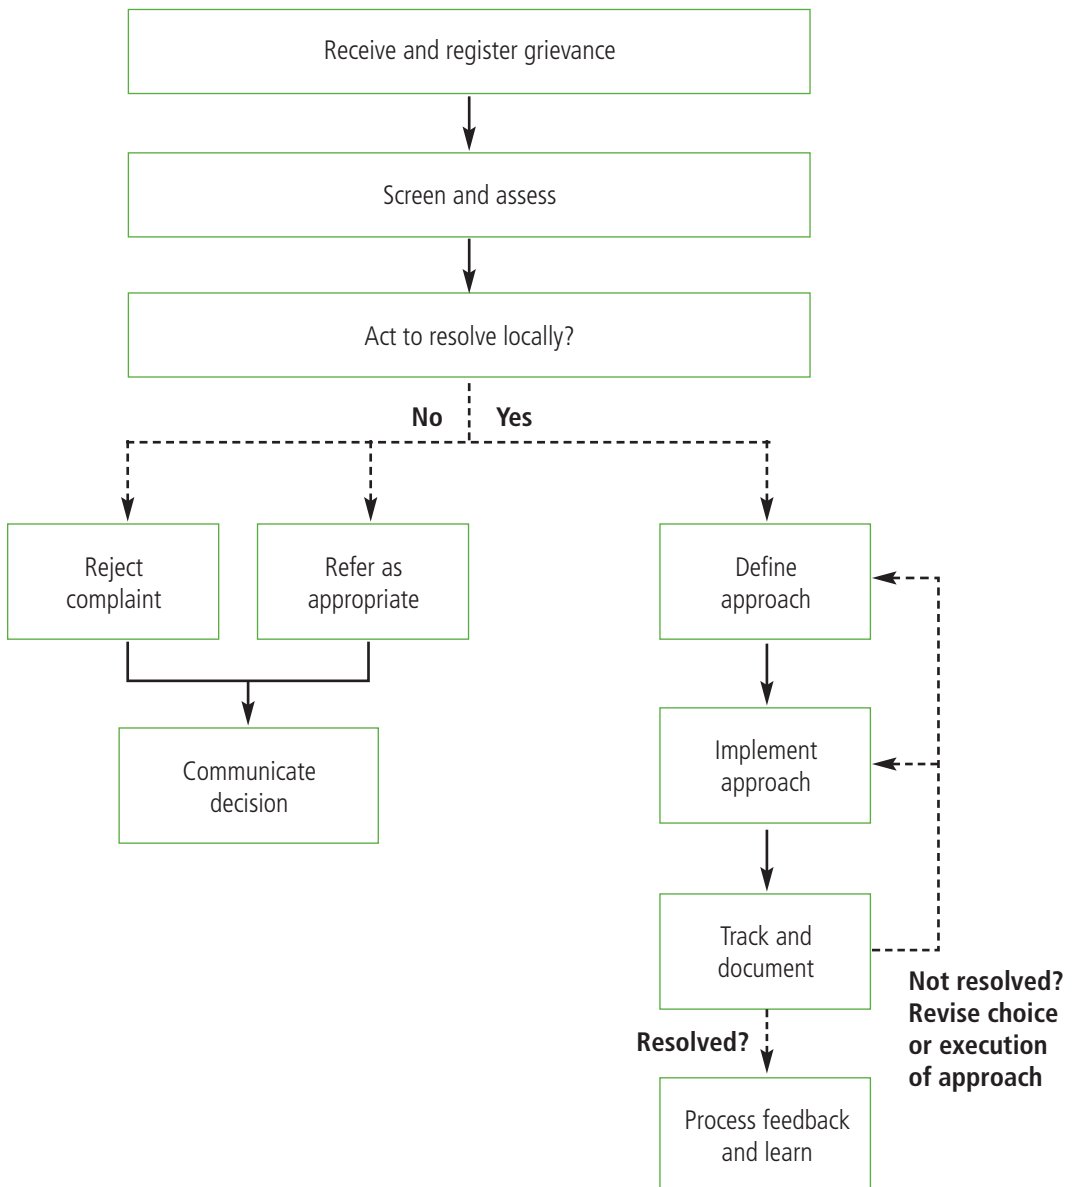 Receive and register grievance
Screen and assess
Act to resolve locally?
No
Yes
Reject
complaint
Refer as
appropriate
Define
approach
Communicate
decision
Implement
approach
Track and
document
Not resolved?
Revise choice
or execution
of approach
Resolved?
Process feedback
and learn